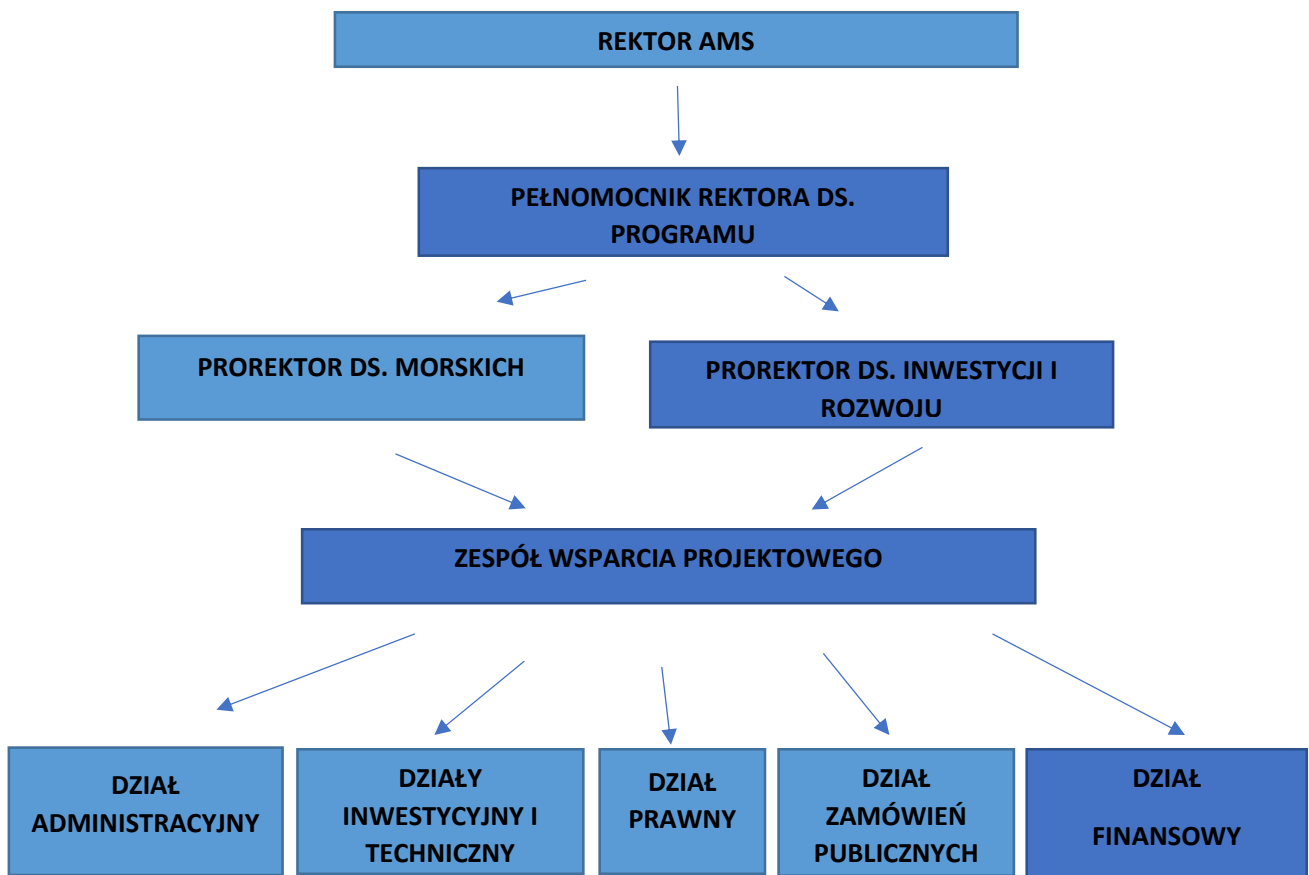 REKTOR AMS
PEŁNOMOCNIK REKTORA DS.
PROGRAMU
PROREKTOR DS. MORSKICH
PROREKTOR DS. INWESTYCJI I
ROZWOJU
ZESPÓŁ WSPARCIA PROJEKTOWEGO
DZIAŁ
ADMINISTRACYJNY
DZIAŁY
INWESTYCYJNY I
TECHNICZNY
DZIAŁ
PRAWNY
DZIAŁ
ZAMÓWIEŃ
PUBLICZNYCH
DZIAŁ
FINANSOWY